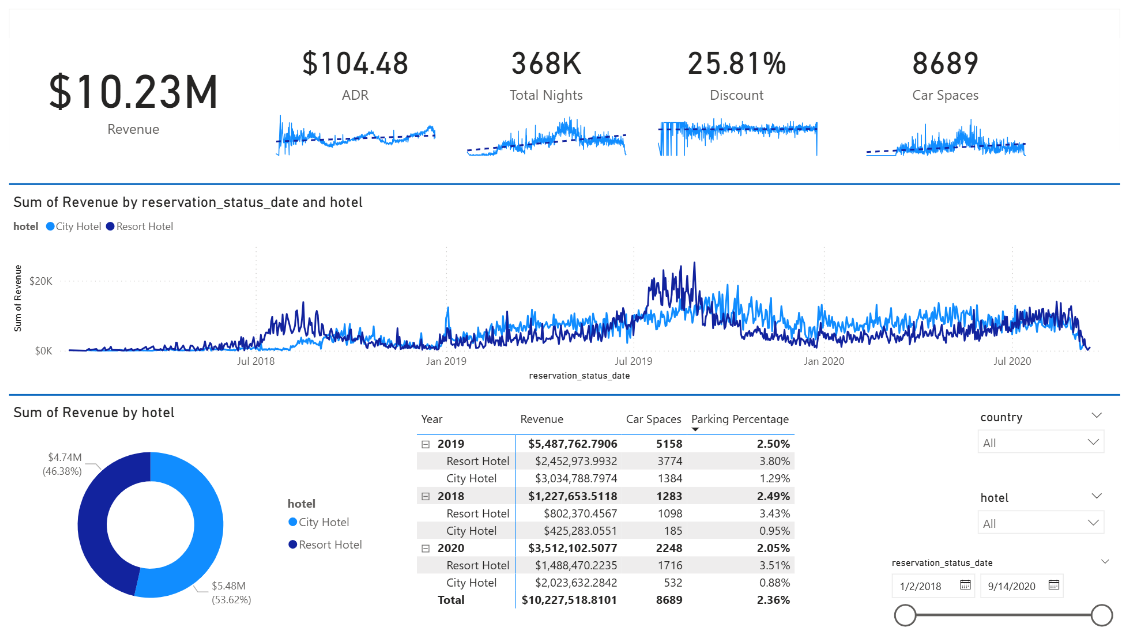 $10.23M
Revenue
$104.48
ADR
368K
Total Nights
25.81%
Discount
8689
Car Spaces
Sum of Revenue by reservation_status_date and hotel
hotel City Hotel Resort Hotel
Sum of Revenue
$20K
$0K
Jul 2018 Jan 2019 Jul 2019 Jan 2020 Jul 2020
reservation_status_date
Sum of Revenue by hotel
$4.74M
(46.38%)
$5.48M
(53.62%)
hotel
City Hotel
Resort Hotel
Year Revenue Car Spaces Parking Percentage
2019 $5,487,762.7906 5158 2.50%
Resort Hotel $2,452,973.9932 3774 3.80%
City Hotel $3,034,788.7974 1384 1.29%
2018 $1,227,653.5118 1283 2.49%
Resort Hotel $802,370.4567 1098 3.43%
City Hotel $425,283.0551 185 0.95%
2020 $3,512,102.5077 2248 2.05%
Resort Hotel $1,488,470.2235 1716 3.51%
City Hotel $2,023,632.2842 532 0.88%
Total $10,227,518.8101 8689 2.36%
country
All
hotel
All
reservation_status_date
1/2/2018 9/14/2020